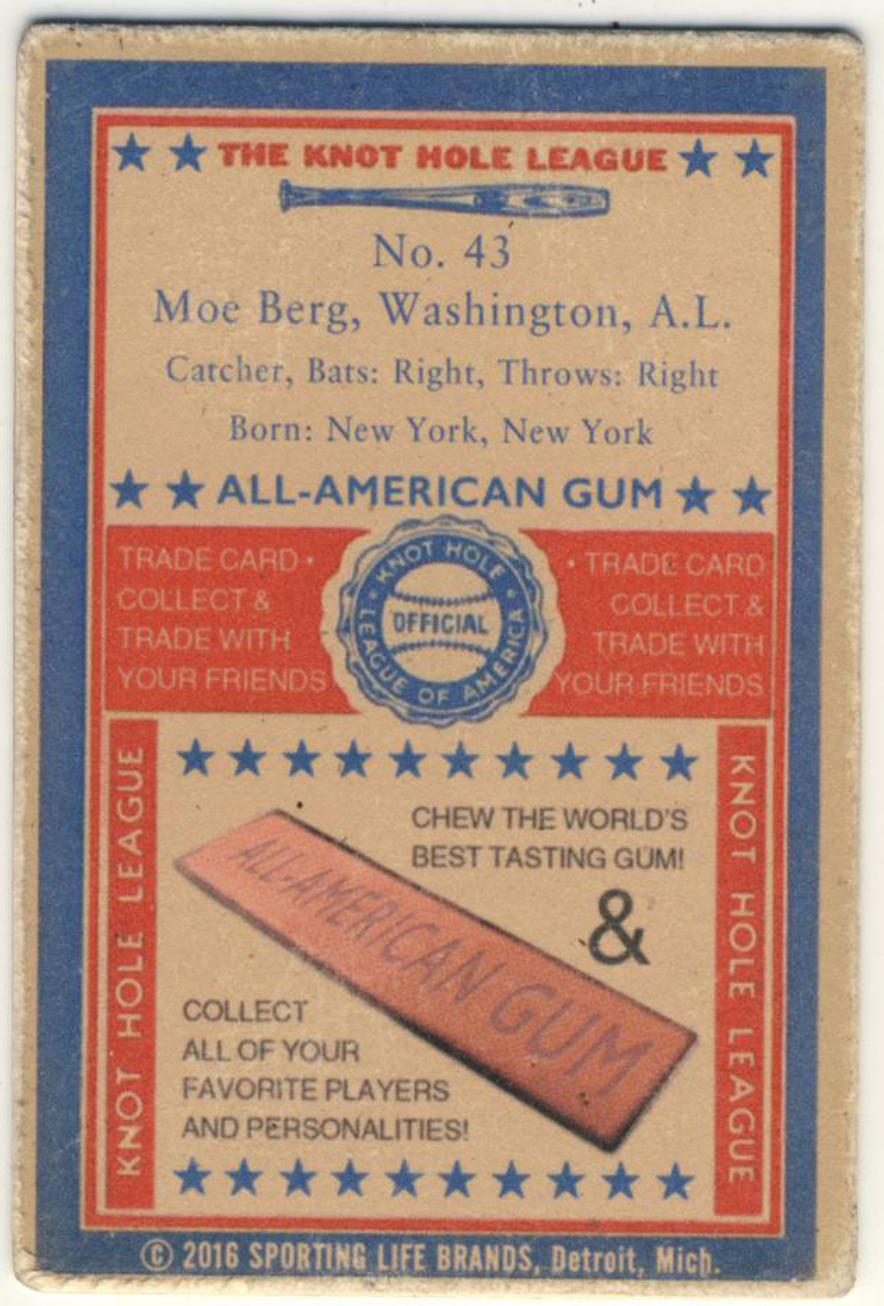 THE KNOT HOLE LEAGUE
No. 43
Moe Berg, Washington, A.L.
Catcher, Bats: Right, Throws: Right
Born: New York, New York
ALL-AMERICAN GUM
TRADE CARD •
COLLECT &
TRADE WITH
YOUR FRIENDS
KNOT HOLE
OFFICIAL
LEAGUE OF AMERICA
• TRADE CARD
COLLECT &
TRADE WITH
YOUR FRIENDS
KNOT HOLE LEAGUE
CHEW THE WORLD'S
BEST TASTING GUM!
&
ALL-AMERICAN GUM
COLLECT
ALL OF YOUR
FAVORITE PLAYERS
AND PERSONALITIES!
KNOT HOLE LEAGUE
© 2016 SPORTING LIFE BRANDS, Detroit, Mich.